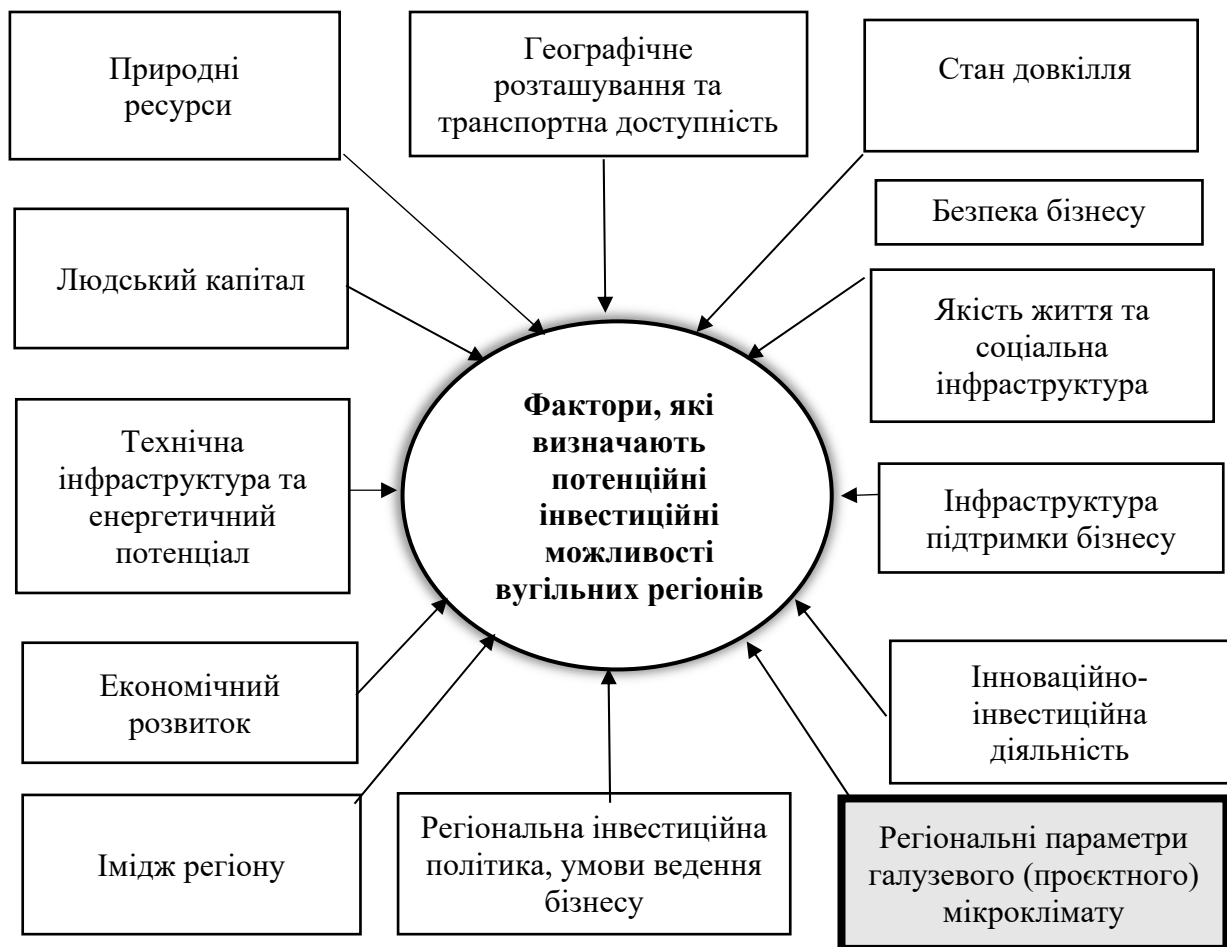 Природні
ресурси
Географічне
розташування та
транспортна доступність
Стан довкілля
Безпека бізнесу
Людський капітал
Якість життя та
соціальна
інфраструктура
Фактори, які
визначають
потенційні
інвестиційні
можливості
вугільних регіонів
Технічна
інфраструктура та
енергетичний
потенціал
Інфраструктура
підтримки бізнесу
Економічний
розвиток
Інноваційно-
інвестиційна
діяльність
Імідж регіону
Регіональна інвестиційна
політика, умови ведення
бізнесу
Регіональні параметри
галузевого (проєктного)
мікроклімату